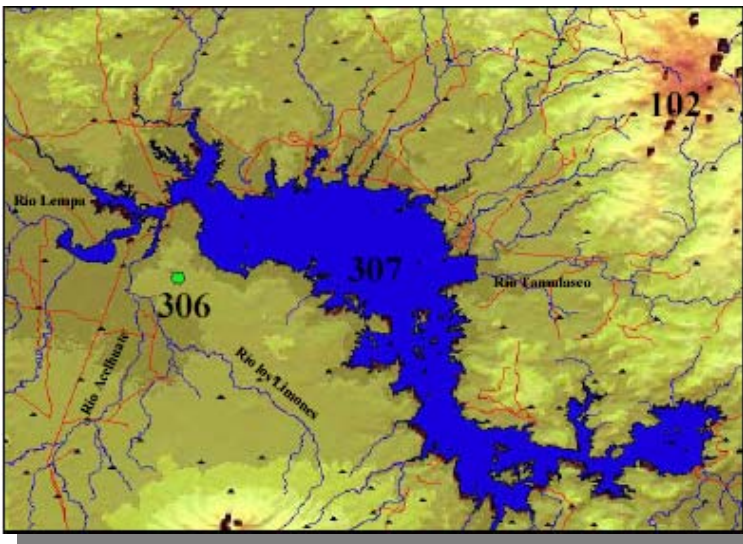 102
Rio Lempa
307
Rio Tamulasco
306
Rio Acelhuate
Rio los Limones